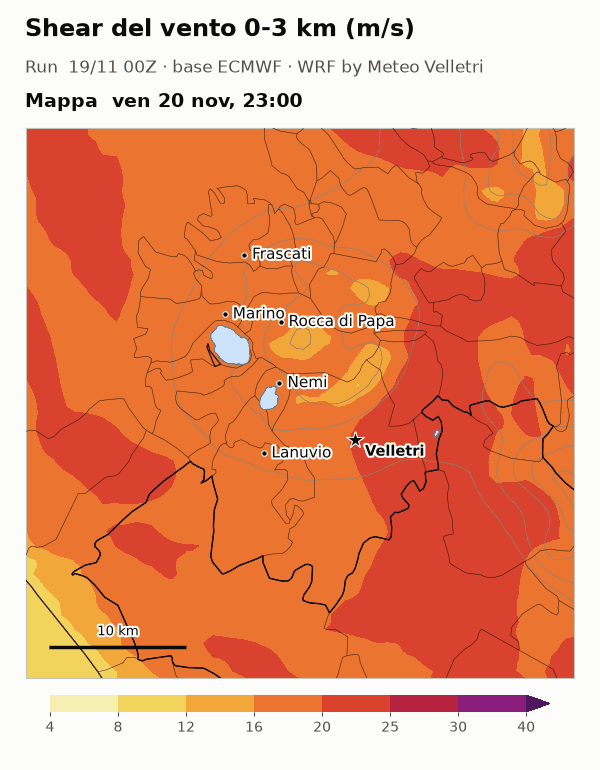 Shear del vento 0-3 km (m/s)
Run  19/11 00Z · base ECMWF · WRF by Meteo Velletri
Mappa  ven 20 nov, 23:00
Frascati
Marino
Rocca di Papa
Nemi
Velletri
Lanuvio
10 km
4 8 12 16 20 25 30 40